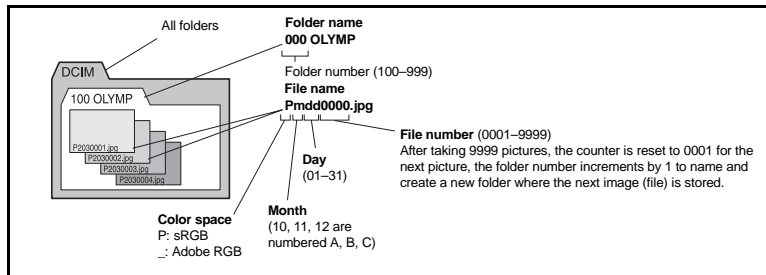 All folders
Folder name
000 OLYMP
Folder number (100–999)
File name
Pmdd0000.jpg
DCIM
100 OLYMP
P2030001.jpg
P2030002.jpg
P2030003.jpg
P2030004.jpg
File number (0001–9999)
After taking 9999 pictures, the counter is reset to 0001 for the
next picture, the folder number increments by 1 to name and
create a new folder where the next image (file) is stored.
Day
(01–31)
Month
(10, 11, 12 are
numbered A, B, C)
Color space
P: sRGB
_: Adobe RGB